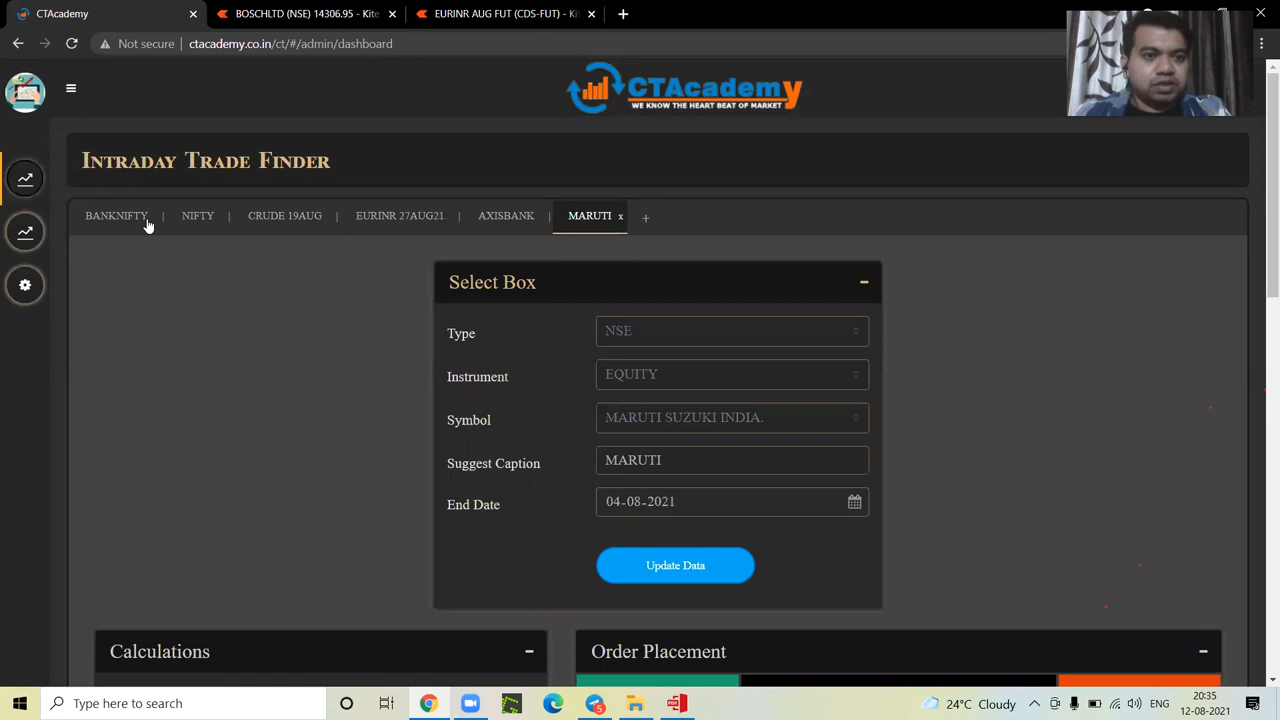 CTAcademy
BOSCHLTD (NSE) 14306.95 - Kite
EURINR AUG FUT (CDS-FUT) - Kit
Not secure
ctacademy.co.in/ct/#/admin/dashboard
CTAcademy
WE KNOW THE HEART BEAT OF MARKET
Intraday Trade Finder
BANKNIFTY | NIFTY | CRUDE 19AUG | EURINR 27AUG21 | AXISBANK | MARUTI x +
Select Box
Type
NSE
Instrument
EQUITY
Symbol
MARUTI SUZUKI INDIA.
Suggest Caption
MARUTI
End Date
04-08-2021
Update Data
Calculations
Order Placement
Type here to search
5
24°C Cloudy
20:35
12-08-2021